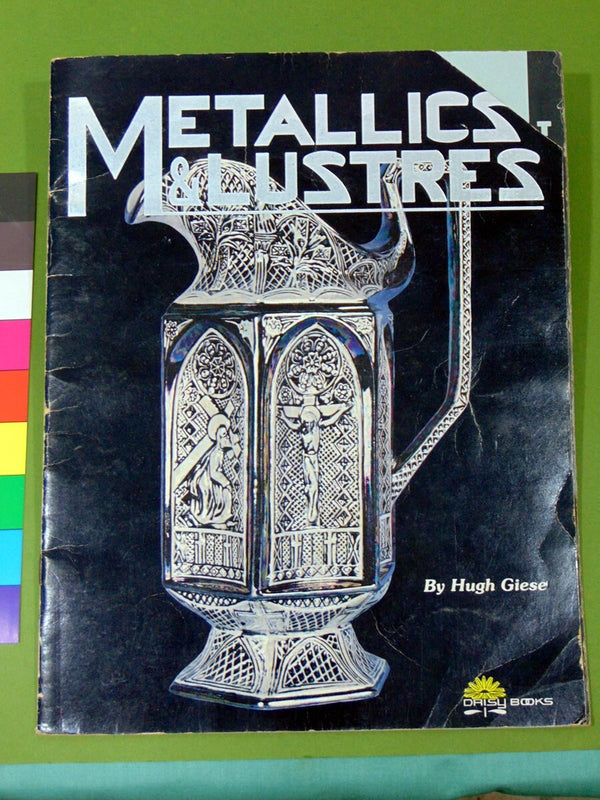 METALLICS
& LUSTRES
T
By Hugh Giese
DAISY BOOKS